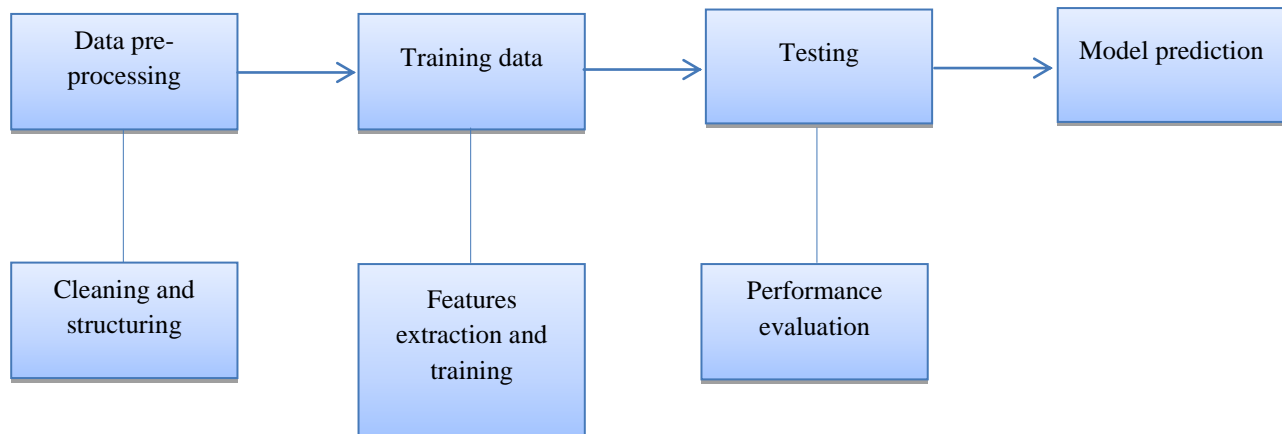 Data pre-
processing
Training data
Testing
Model prediction
Cleaning and
structuring
Features
extraction and
training
Performance
evaluation